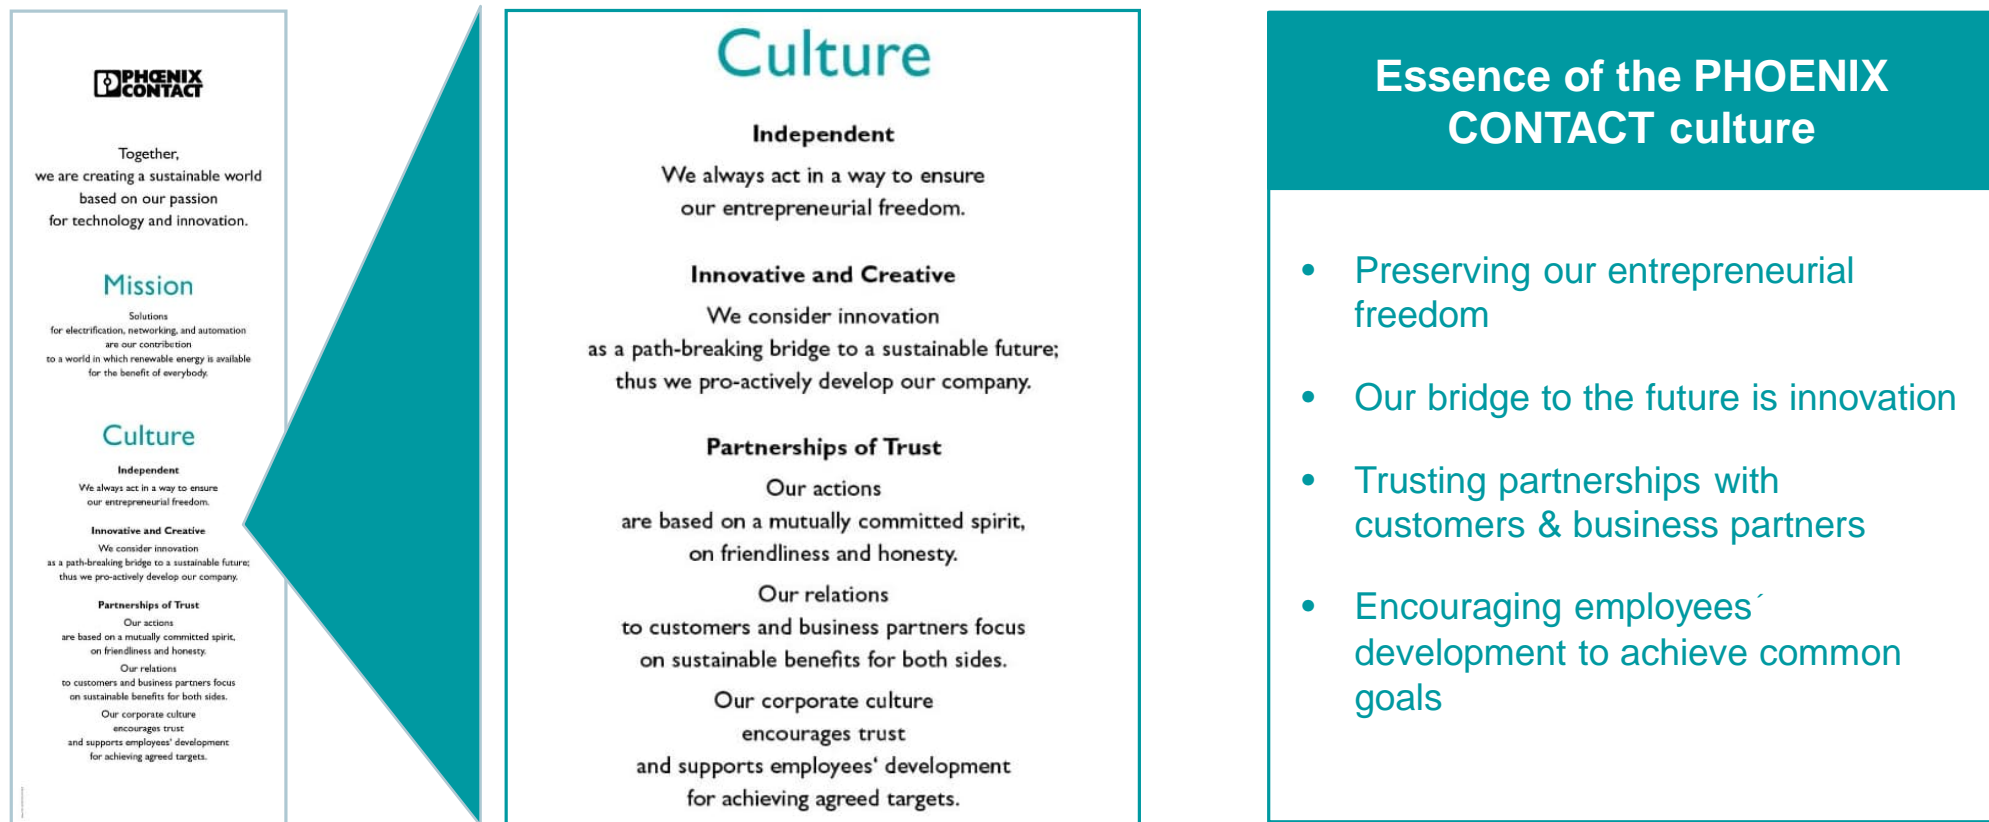 PHŒNIX
CONTACT
Together,
we are creating a sustainable world
based on our passion
for technology and innovation.
Mission
Solutions
for electrification, networking, and automation
are our contribution
to a world in which renewable energy is available
for the benefit of everybody.
Culture
Independent
We always act in a way to ensure
our entrepreneurial freedom.
Innovative and Creative
We consider innovation
as a path-breaking bridge to a sustainable future;
thus we pro-actively develop our company.
Partnerships of Trust
Our actions
are based on a mutually committed spirit,
on friendliness and honesty.
Our relations
to customers and business partners focus
on sustainable benefits for both sides.
Our corporate culture
encourages trust
and supports employees' development
for achieving agreed targets.
Culture
Independent
We always act in a way to ensure
our entrepreneurial freedom.
Innovative and Creative
We consider innovation
as a path-breaking bridge to a sustainable future;
thus we pro-actively develop our company.
Partnerships of Trust
Our actions
are based on a mutually committed spirit,
on friendliness and honesty.
Our relations
to customers and business partners focus
on sustainable benefits for both sides.
Our corporate culture
encourages trust
and supports employees‘ development
for achieving agreed targets.
Essence of the PHOENIX
CONTACT culture
• Preserving our entrepreneurial
freedom
• Our bridge to the future is innovation
• Trusting partnerships with
customers & business partners
• Encouraging employees´
development to achieve common
goals